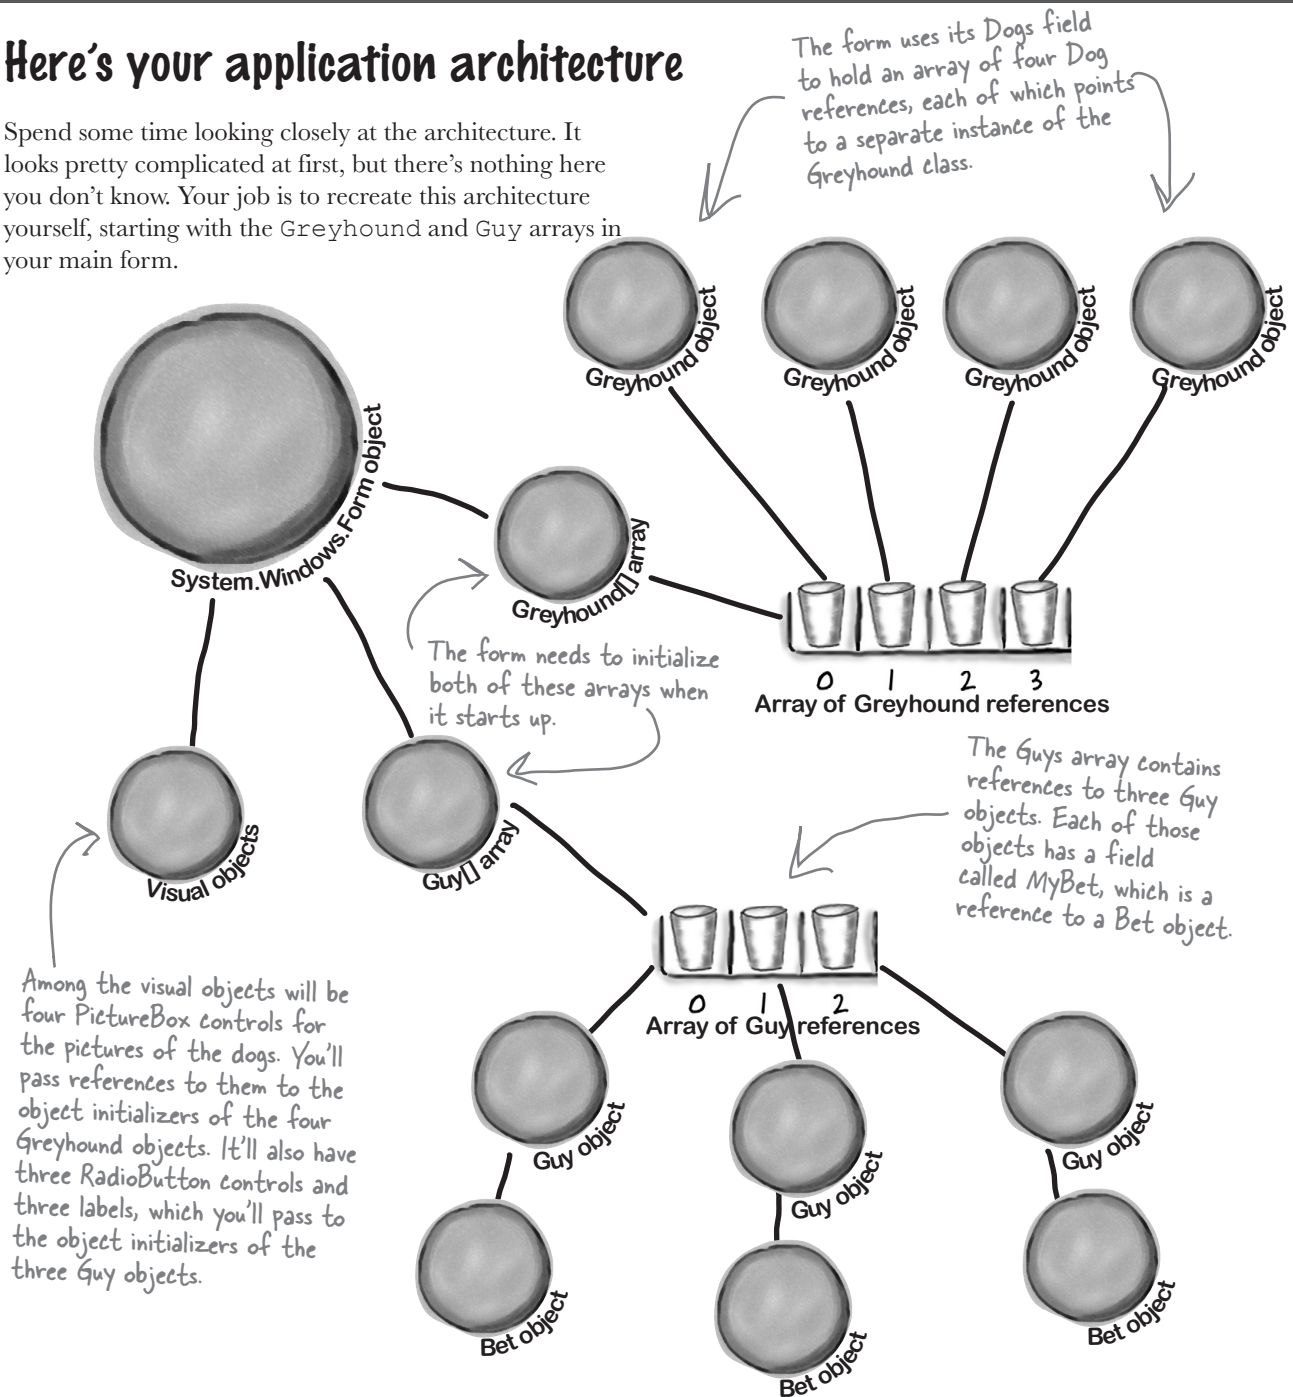 Here's your application architecture
Spend some time looking closely at the architecture. It
looks pretty complicated at first, but there's nothing here
you don't know. Your job is to recreate this architecture
yourself, starting with the Greyhound and Guy arrays in
your main form.
The form uses its Dogs field
to hold an array of four Dog
references, each of which points
to a separate instance of the
Greyhound class.
Greyhound object
Greyhound object
Greyhound object
Greyhound object
System.Windows.Form object
Greyhound[] array
0 1 2 3
Array of Greyhound references
The form needs to initialize
both of these arrays when
it starts up.
Visual objects
Guy[] array
The Guys array contains
references to three Guy
objects. Each of those
objects has a field
called MyBet, which is a
reference to a Bet object.
0 1 2
Array of Guy references
Among the visual objects will be
four PictureBox controls for
the pictures of the dogs. You'll
pass references to them to the
object initializers of the four
Greyhound objects. It'll also have
three RadioButton controls and
three labels, which you'll pass to
the object initializers of the
three Guy objects.
Guy object
Guy object
Guy object
Bet object
Bet object
Bet object